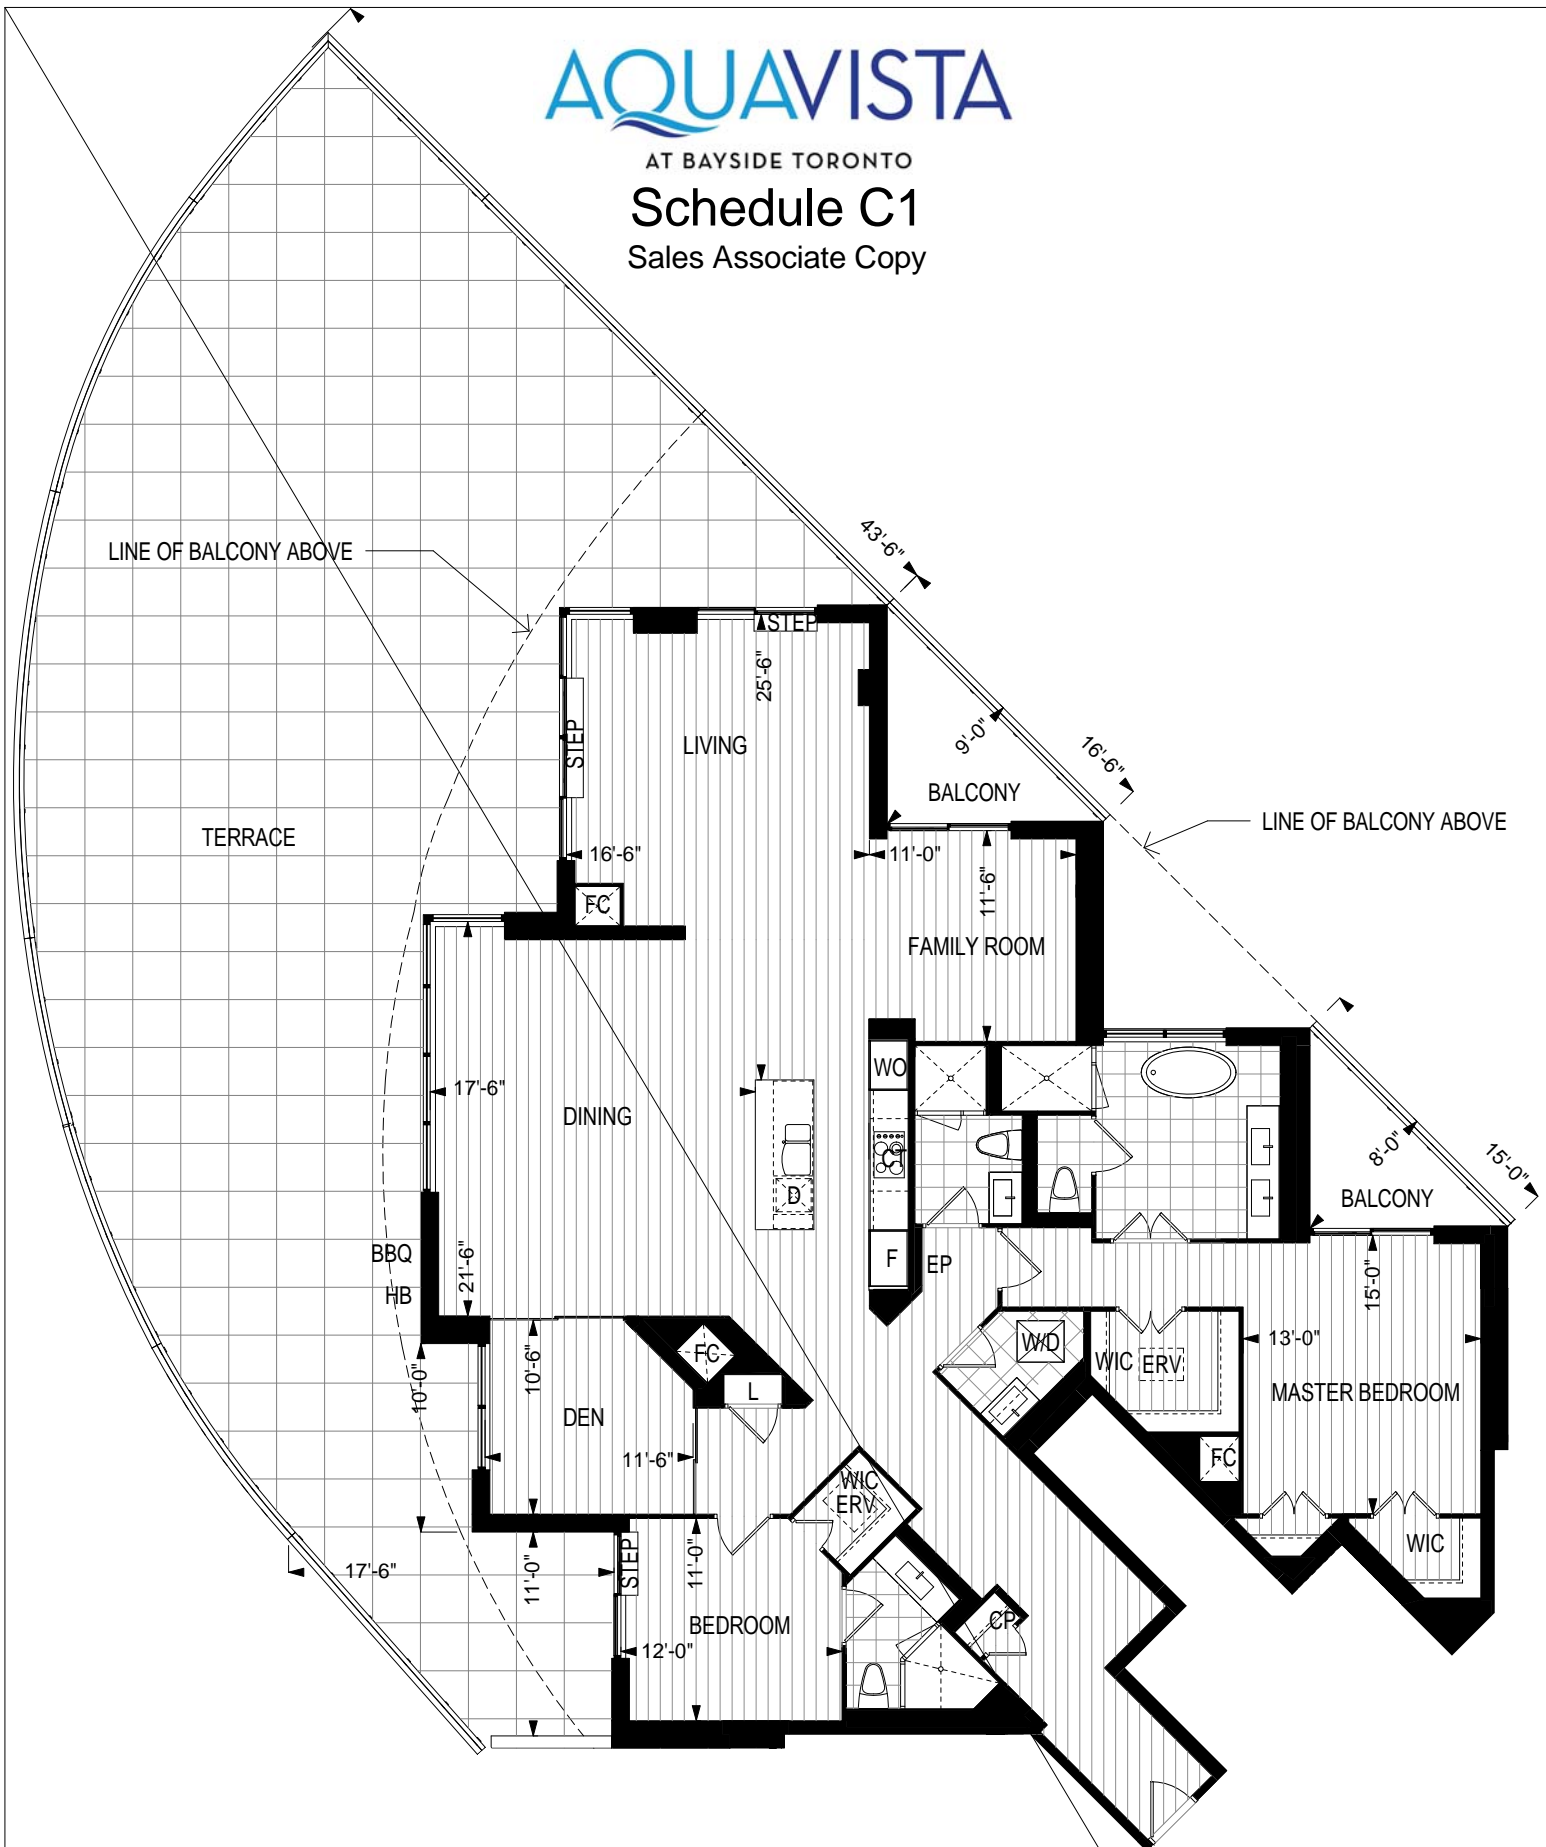 AQUAVISTA
AT BAYSIDE TORONTO
Schedule C1
Sales Associate Copy
43'-6"
LINE OF BALCONY ABOVE
STEP
25'-6"
STEP
LIVING
9'-0"
16'-6"
BALCONY
LINE OF BALCONY ABOVE
TERRACE
16'-6"
11'-0"
11'-6"
FC
FAMILY ROOM
WO
17'-6"
DINING
D
8'-0"
15'-0"
BALCONY
BBQ
HB
21'-6"
F
EP
15'-0"
W/D
13'-0"
WIC
ERV
MASTER BEDROOM
FC
L
10'-0"
10'-6"
DEN
11'-6"
FC
WIC
ERV
WIC
17'-6"
11'-0"
STEP
11'-0"
BEDROOM
12'-0"
CP